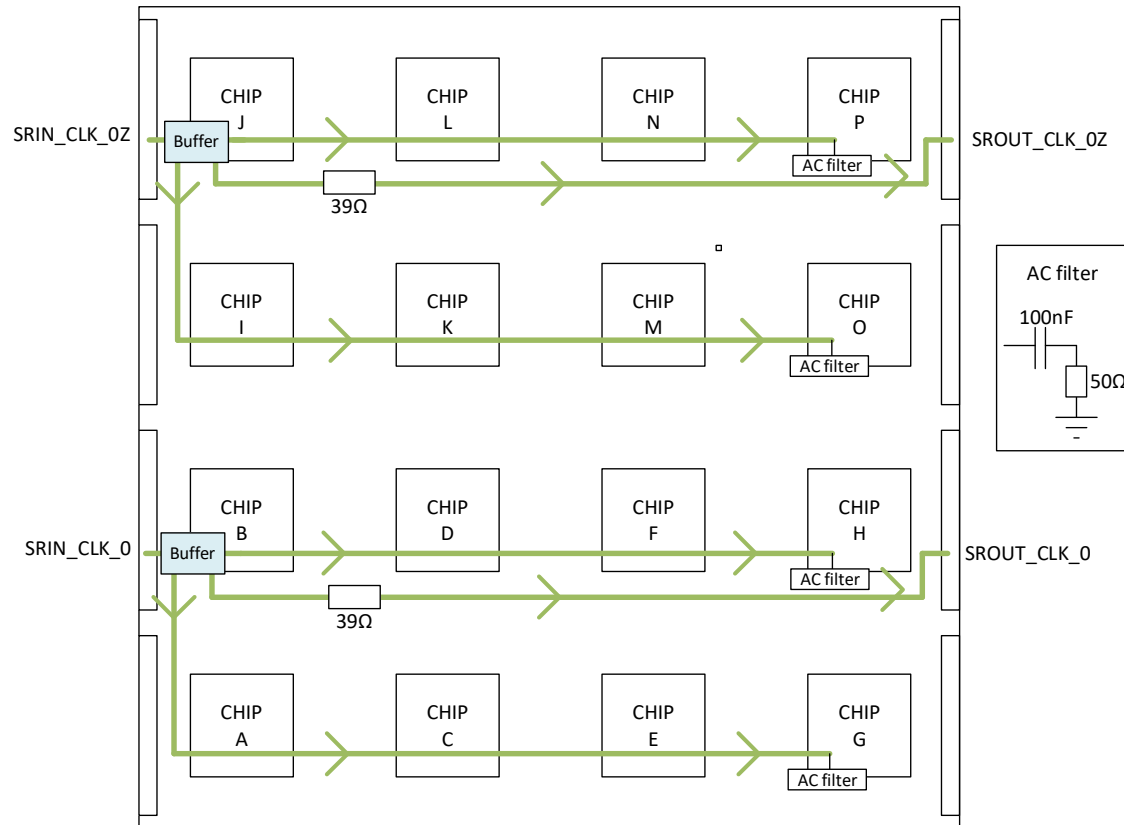 CHIP
J
CHIP
L
CHIP
N
CHIP
P
SRIN_CLK_0Z
Buffer
SROUT_CLK_0Z
AC filter
39Ω
CHIP
I
CHIP
K
CHIP
M
CHIP
O
AC filter
AC filter
100nF
50Ω
CHIP
B
CHIP
D
CHIP
F
CHIP
H
SRIN_CLK_0
Buffer
SROUT_CLK_0
AC filter
39Ω
CHIP
A
CHIP
C
CHIP
E
CHIP
G
AC filter